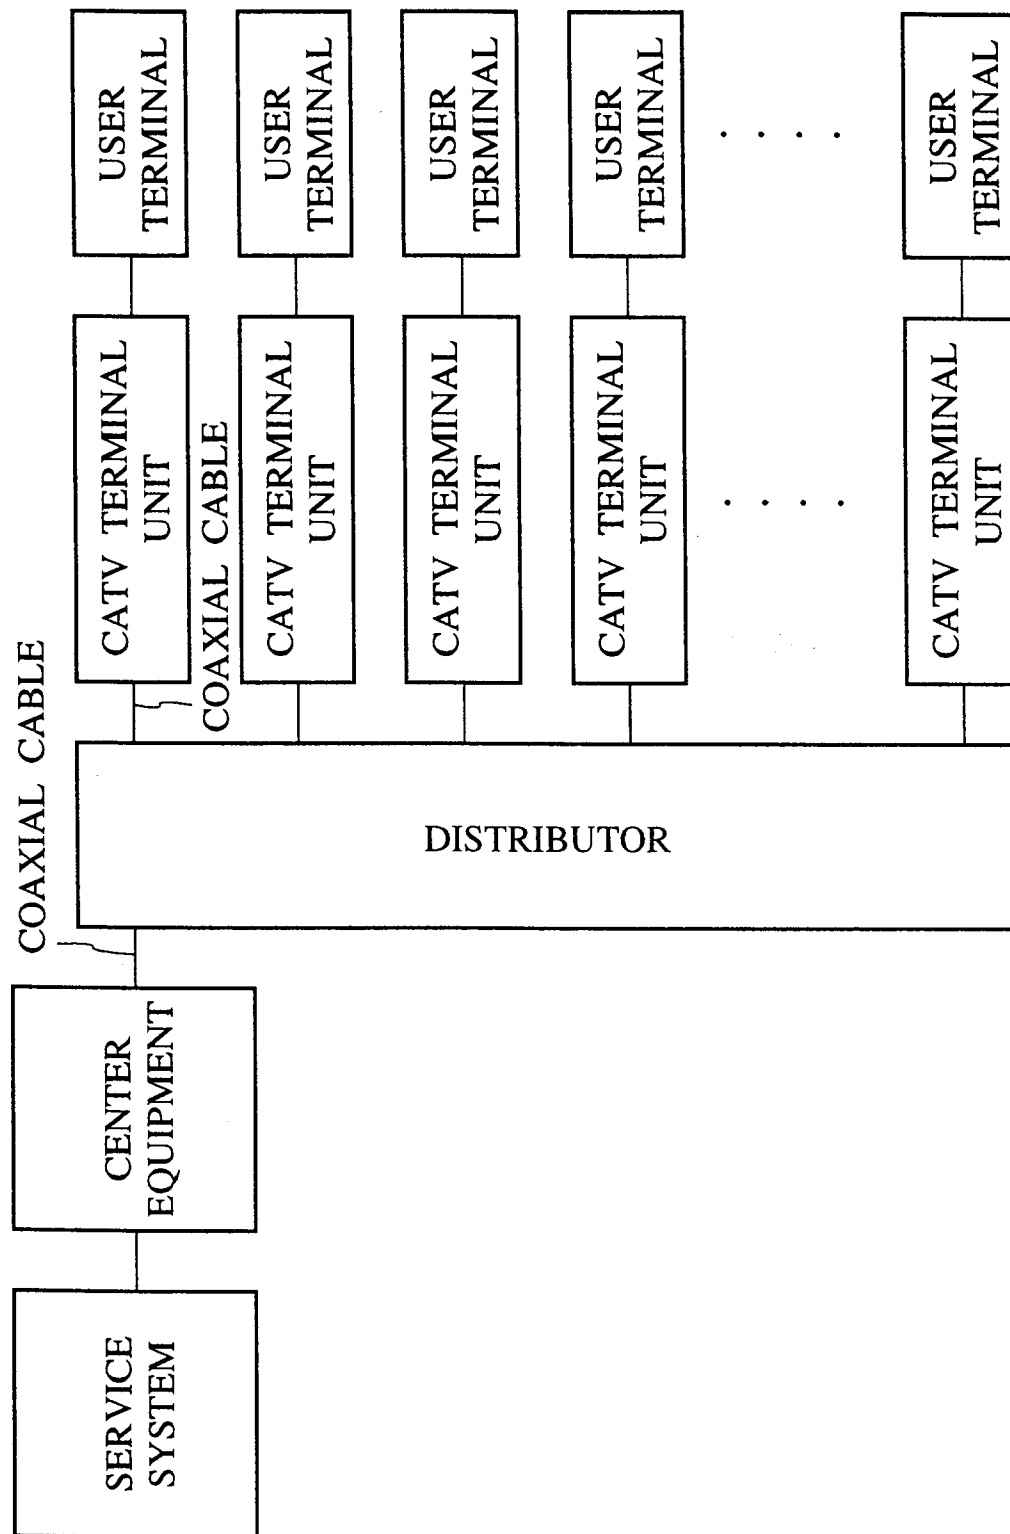 USER
TERMINAL
USER
TERMINAL
USER
TERMINAL
USER
TERMINAL
. . . .
USER
TERMINAL
CATV TERMINAL
UNIT
COAXIAL CABLE
CATV TERMINAL
UNIT
CATV TERMINAL
UNIT
CATV TERMINAL
UNIT
. . . .
CATV TERMINAL
UNIT
COAXIAL CABLE
DISTRIBUTOR
CENTER
EQUIPMENT
SERVICE
SYSTEM